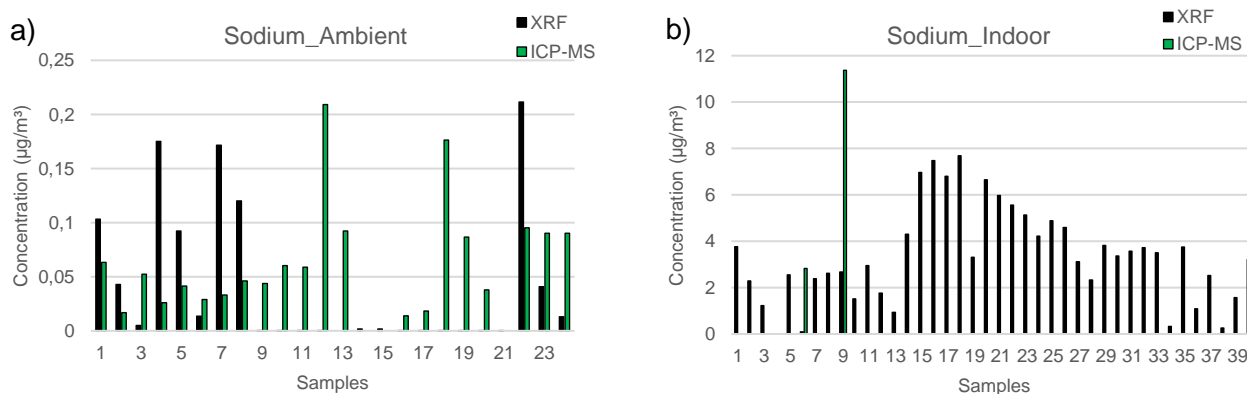 a)
Sodium_Ambient
XRF
ICP-MS
Concentration (µg/m³)
0,25
0,2
0,15
0,1
0,05
0
1 3 5 7 9 11 13 15 17 19 21 23
Samples
b)
Sodium_Indoor
XRF
ICP-MS
Concentration (µg/m³)
12
10
8
6
4
2
0
1 3 5 7 9 11 13 15 17 19 21 23 25 27 29 31 33 35 37 39
Samples